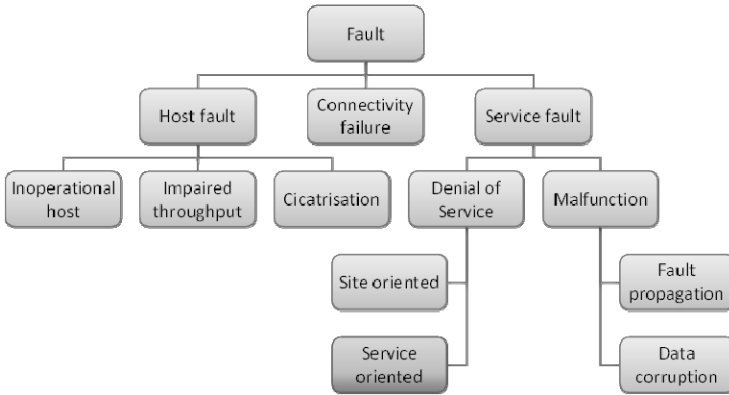 Fault
Host fault
Connectivity
failure
Service fault
Inoperational
host
Impaired
throughput
Cicatrisation
Denial of
Service
Malfunction
Site oriented
Fault
propagation
Service
oriented
Data
corruption